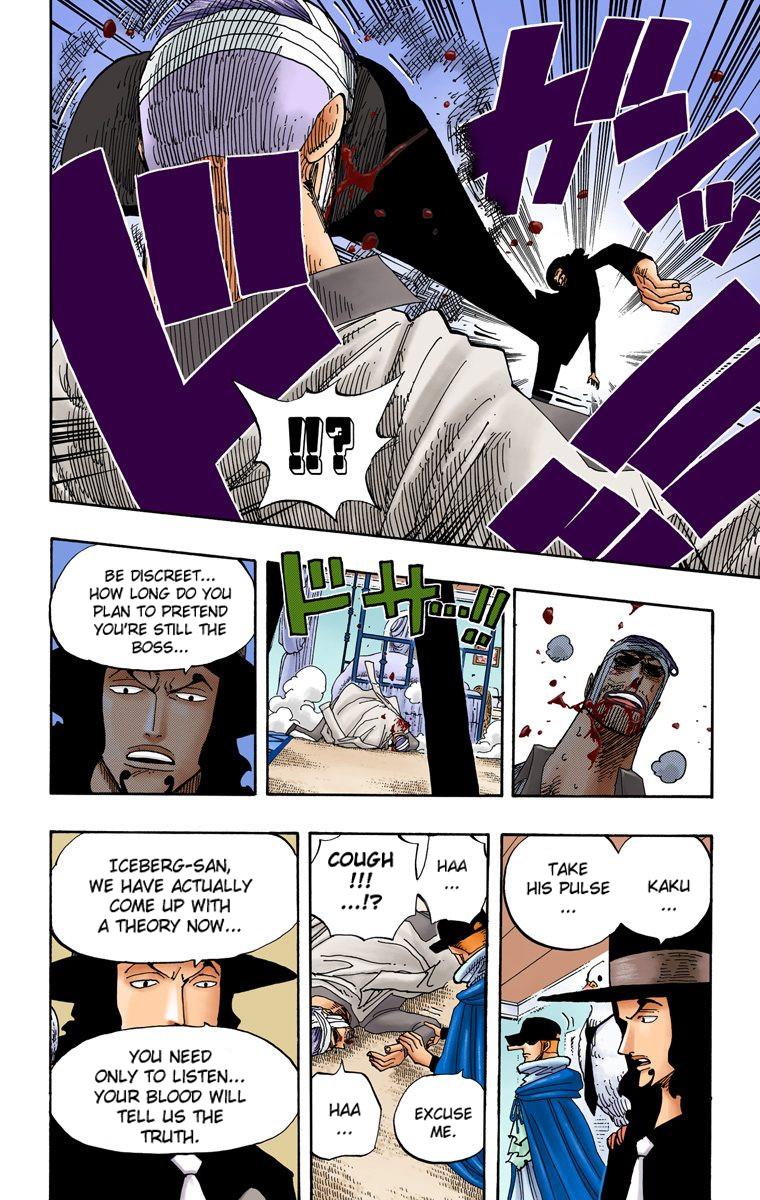 ドガンッ!!
!!?
ドサ...!!
BE DISCREET...
HOW LONG DO YOU
PLAN TO PRETEND
YOU'RE STILL THE
BOSS...
KAKU
...
TAKE
HIS PULSE
...
HAA
...
COUGH
!!!
...!?
EXCUSE
ME.
HAA
...
ICEBERG-SAN,
WE HAVE ACTUALLY
COME UP WITH
A THEORY NOW...
YOU NEED
ONLY TO LISTEN...
YOUR BLOOD WILL
TELL US THE
TRUTH.